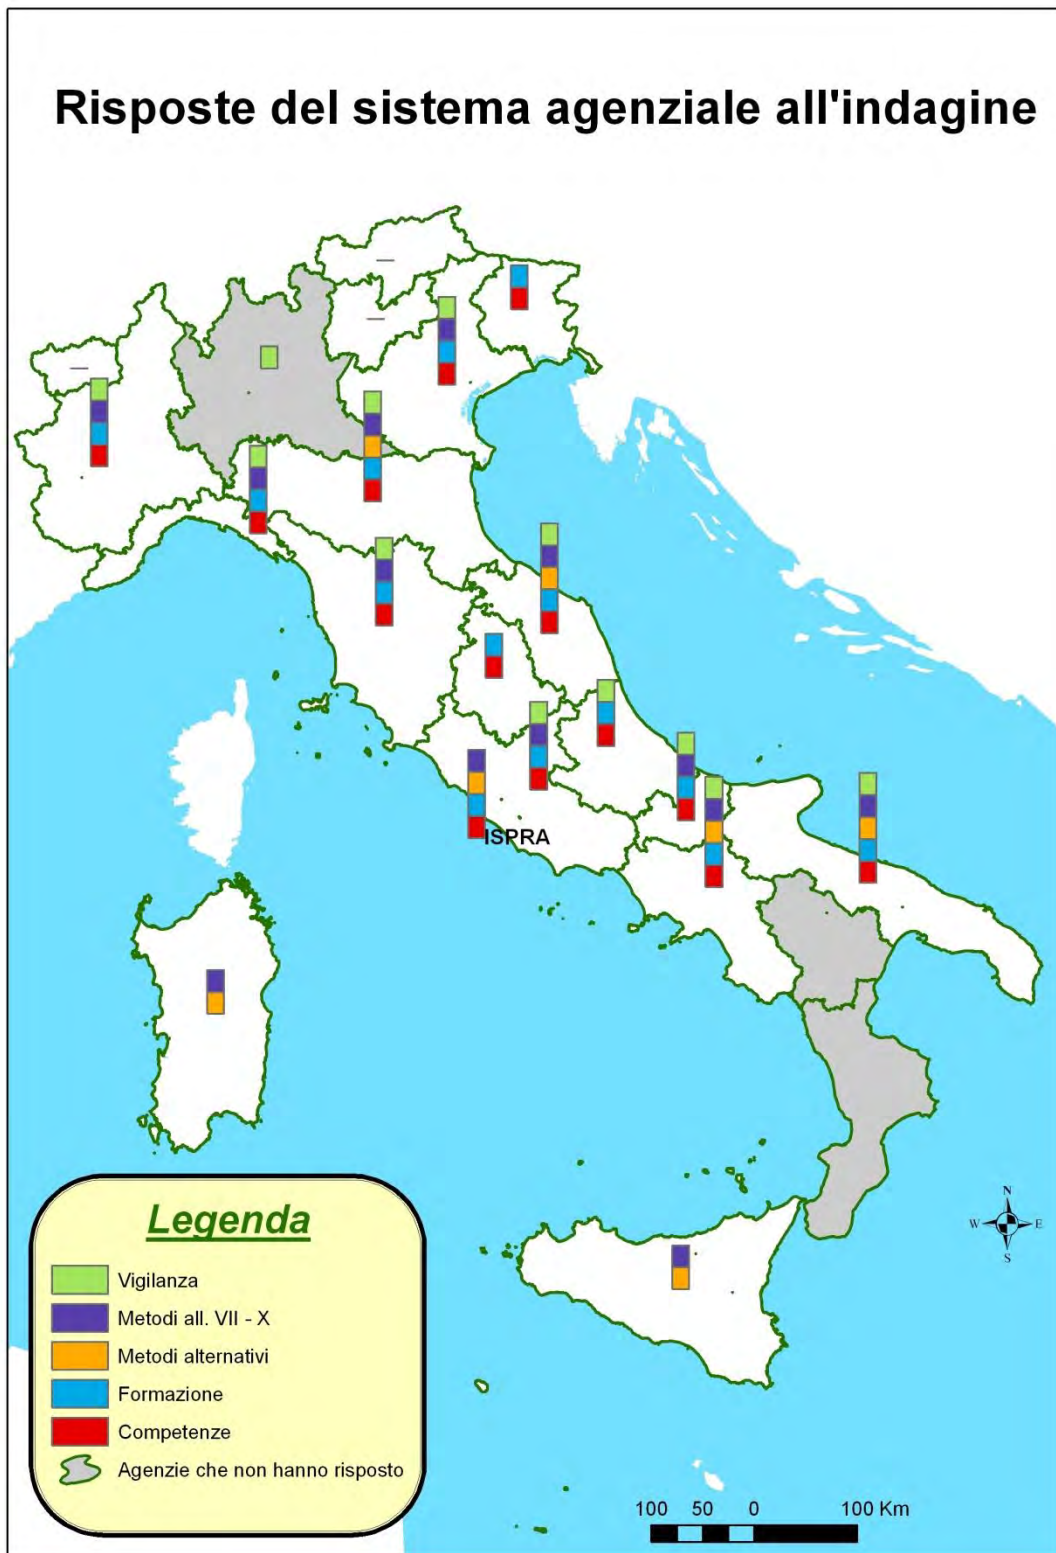 Risposte del sistema agenziale all'indagine
ISPRA
Legenda
Vigilanza
Metodi all. VII - X
Metodi alternativi
Formazione
Competenze
Agenzie che non hanno risposto
N
W E
S
100 50 0 100 Km